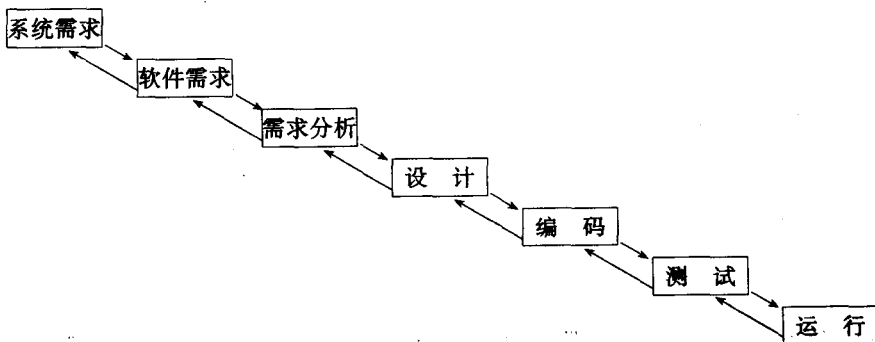 系统需求
软件需求
需求分析
设 计
编 码
测 试
运 行